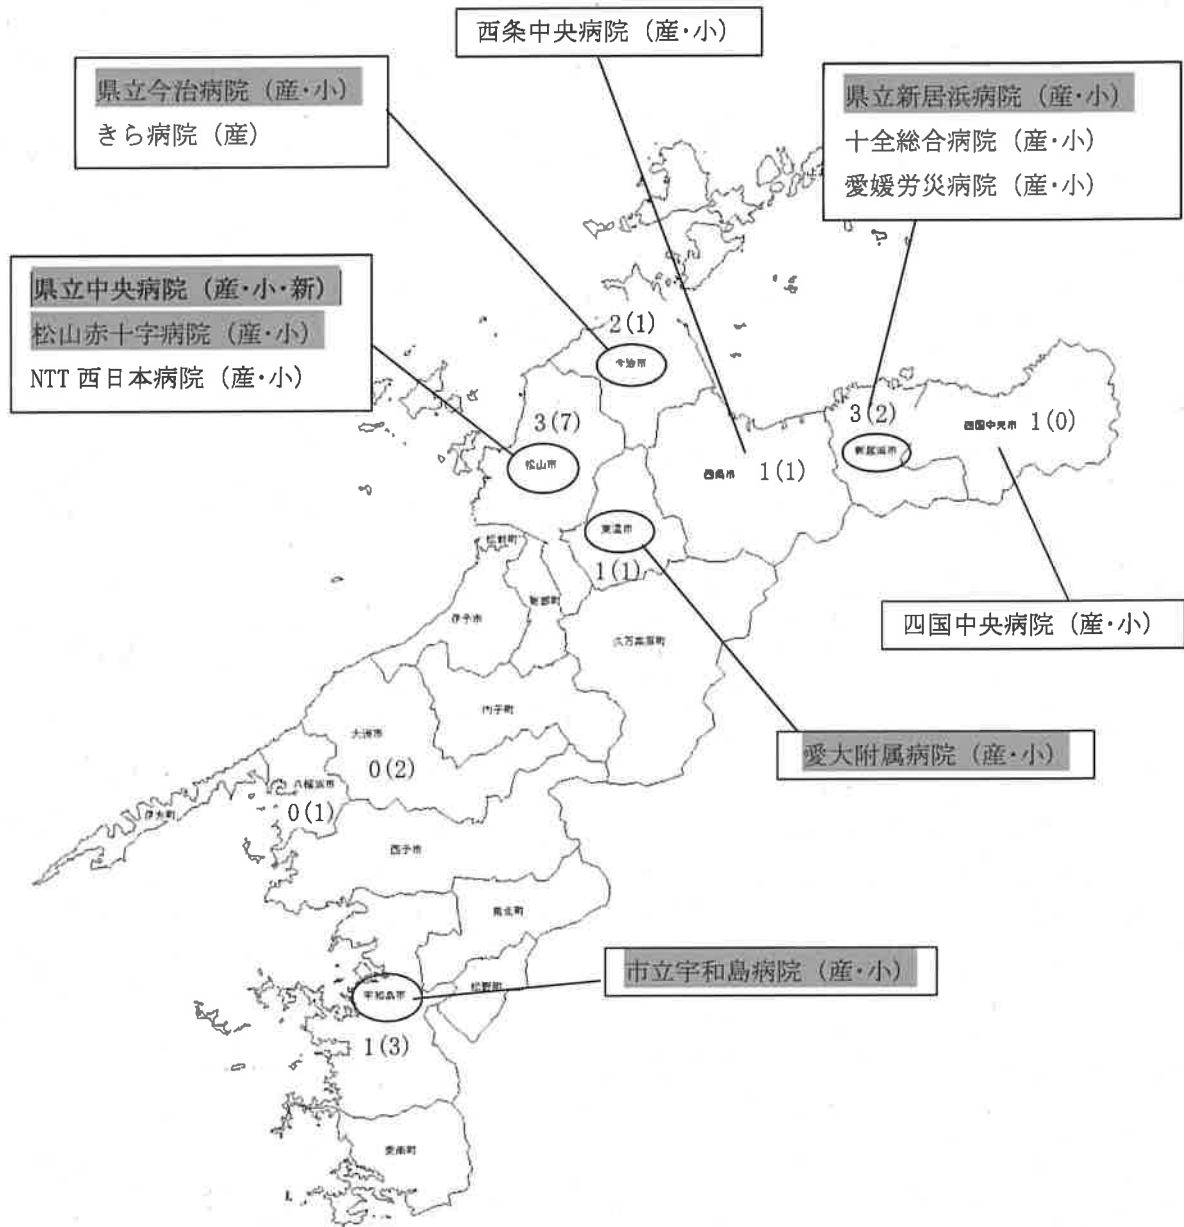 西条中央病院（産・小）
県立今治病院（産・小）
きら病院（産）
県立新居浜病院（産・小）
十全総合病院（産・小）
愛媛労災病院（産・小）
県立中央病院（産・小・新）
松山赤十字病院（産・小）
NTT 西日本病院（産・小）
2(1)
今治市
3(7)
松山市
3(2)
新居浜市
四国中央市
1(0)
西条市
1(1)
東温市
1(1)
松前町
砥部町
伊予市
久万高原町
四国中央病院（産・小）
内子町
大洲市
0(2)
愛大附属病院（産・小）
八幡浜市
0(1)
伊方町
西予市
鬼北町
市立宇和島病院（産・小）
宇和島市
松野町
1(3)
愛南町